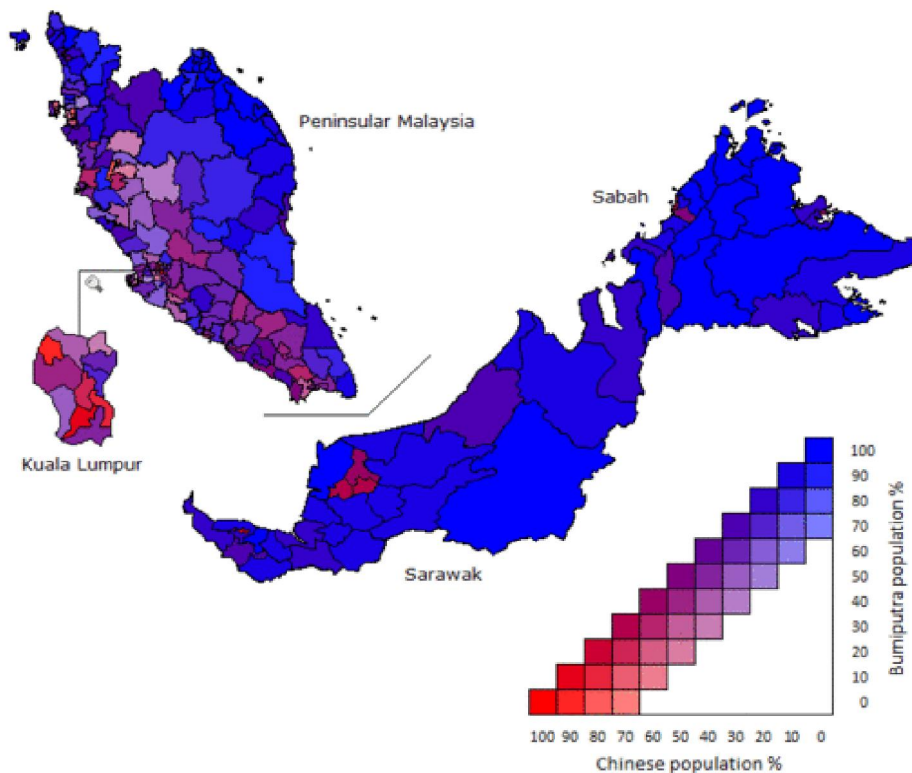 Peninsular Malaysia
Sabah
Kuala Lumpur
Sarawak
100
90
80
70
60
50
40
30
20
10
0
Bumiputra population %
100 90 80 70 60 50 40 30 20 10 0
Chinese population %